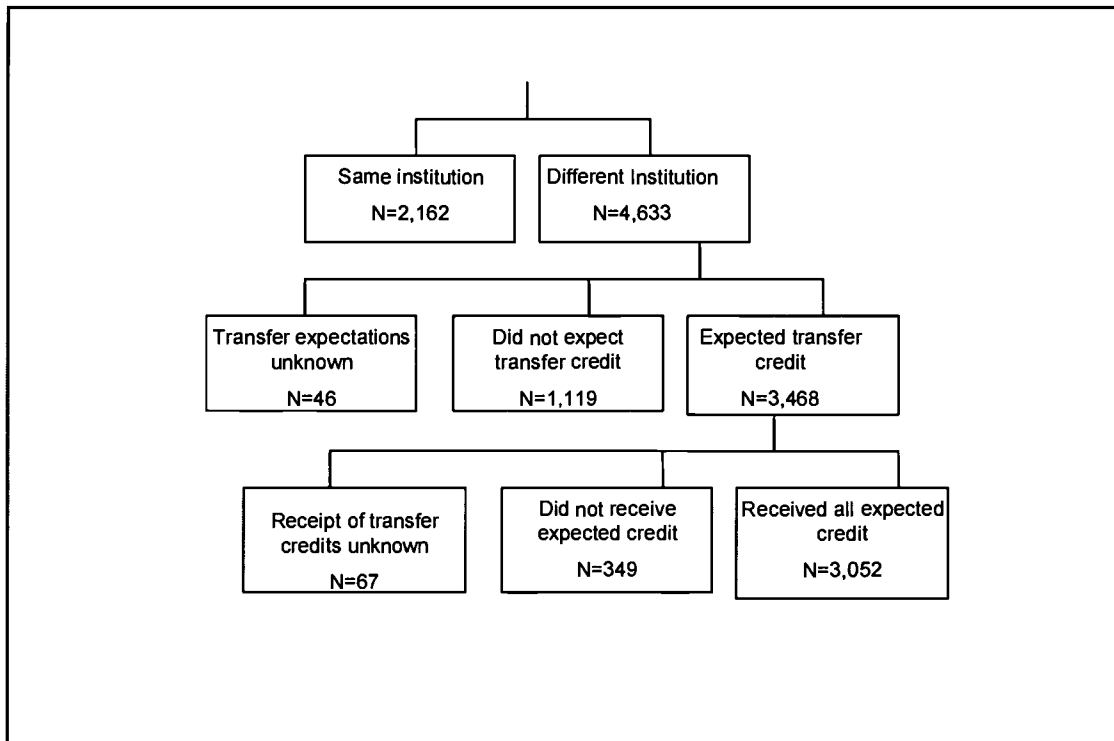 Same institution
N=2,162
Different Institution
N=4,633
Transfer expectations
unknown
N=46
Did not expect
transfer credit
N=1,119
Expected transfer
credit
N=3,468
Receipt of transfer
credits unknown
N=67
Did not receive
expected credit
N=349
Received all expected
credit
N=3,052